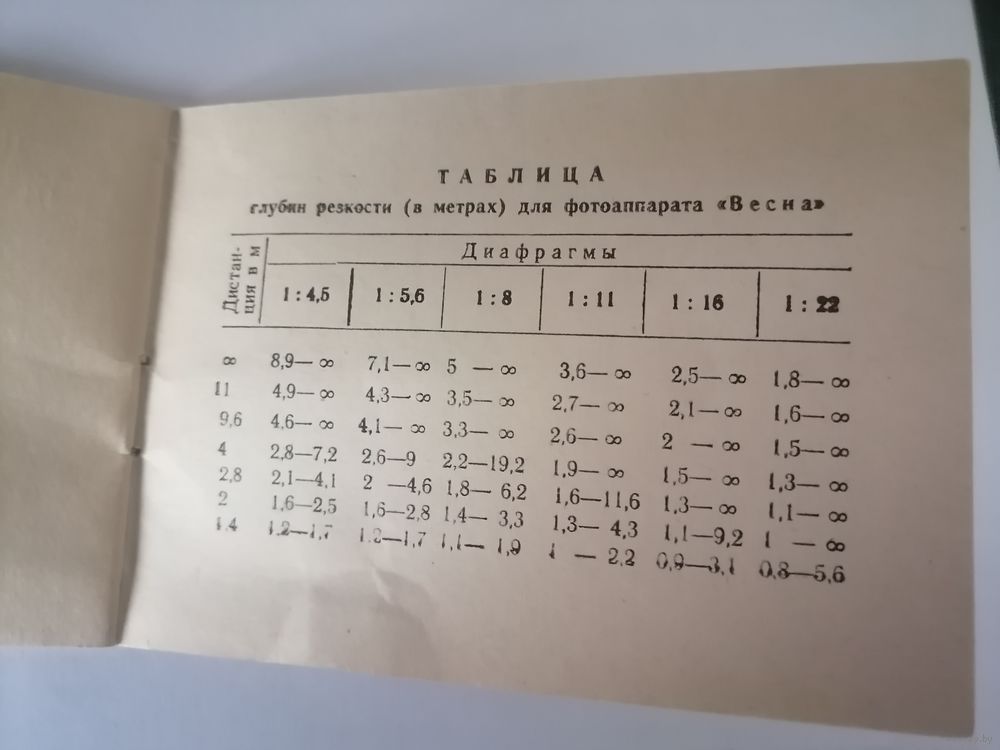 ТАБЛИЦА
глубин резкости (в метрах) для фотоаппарата «Весна»
Дистан-
ция в м
Диафрагмы
1:4,5 1:5,6 1:8 1:11 1:16 1:22
∞ 8,9—∞ 7,1—∞ 5 —∞ 3,6—∞ 2,5—∞ 1,8—∞
11 4,9—∞ 4,3—∞ 3,5—∞ 2,7—∞ 2,1—∞ 1,6—∞
9,6 4,6—∞ 4,1—∞ 3,3—∞ 2,6—∞ 2 —∞ 1,5—∞
4 2,8—7,2 2,6—9 2,2—19,2 1,9—∞ 1,5—∞ 1,3—∞
2,8 2,1—4,1 2 —4,6 1,8— 6,2 1,6—11,6 1,3—∞ 1,1—∞
2 1,6—2,5 1,6—2,8 1,4— 3,3 1,3— 4,3 1,1—9,2 1 —∞
1,4 1,2—1,7 1,2—1,7 1,1— 1,9 1 — 2,2 0,9—3,1 0,8—5,6